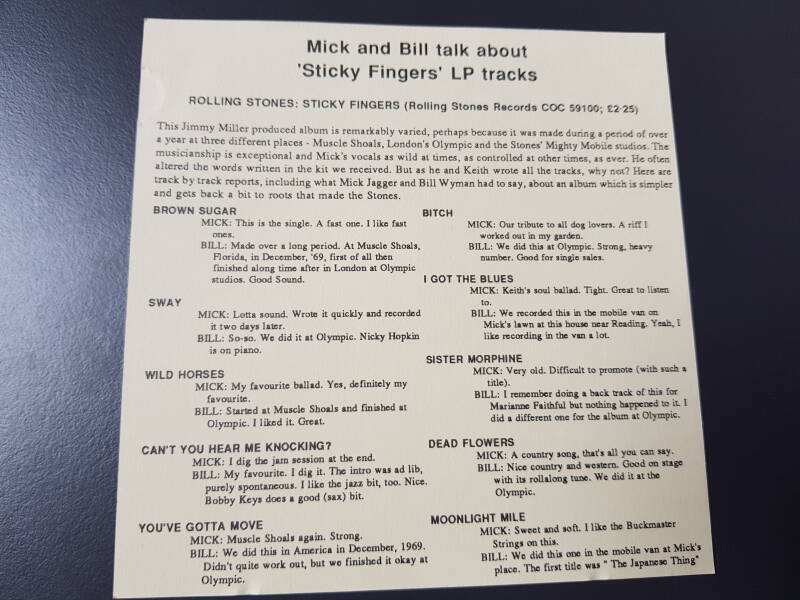 Mick and Bill talk about
'Sticky Fingers' LP tracks
ROLLING STONES: STICKY FINGERS (Rolling Stones Records COC 59100; £2·25)
This Jimmy Miller produced album is remarkably varied, perhaps because it was made during a period of over
a year at three different places - Muscle Shoals, London's Olympic and the Stones' Mighty Mobile studios. The
musicianship is exceptional and Mick's vocals as wild at times, as controlled at other times, as ever. He often
altered the words written in the kit we received. But as he and Keith wrote all the tracks, why not? Here are
track by track reports, including what Mick Jagger and Bill Wyman had to say, about an album which is simpler
and gets back a bit to roots that made the Stones.
BROWN SUGAR
MICK: This is the single. A fast one. I like fast
ones.
BILL: Made over a long period. At Muscle Shoals,
Florida, in December, '69, first of all then
finished along time after in London at Olympic
studios. Good Sound.
SWAY
MICK: Lotta sound. Wrote it quickly and recorded
it two days later.
BILL: So-so. We did it at Olympic. Nicky Hopkin
is on piano.
WILD HORSES
MICK: My favourite ballad. Yes, definitely my
favourite.
BILL: Started at Muscle Shoals and finished at
Olympic. I liked it. Great.
CAN'T YOU HEAR ME KNOCKING?
MICK: I dig the jam session at the end.
BILL: My favourite. I dig it. The intro was ad lib,
purely spontaneous. I like the jazz bit, too. Nice.
Bobby Keys does a good (sax) bit.
YOU'VE GOTTA MOVE
MICK: Muscle Shoals again. Strong.
BILL: We did this in America in December, 1969.
Didn't quite work out, but we finished it okay at
Olympic.
BITCH
MICK: Our tribute to all dog lovers. A riff I
worked out in my garden.
BILL: We did this at Olympic. Strong, heavy
number. Good for single sales.
I GOT THE BLUES
MICK: Keith's soul ballad. Tight. Great to listen
to.
BILL: We recorded this in the mobile van on
Mick's lawn at this house near Reading. Yeah, I
like recording in the van a lot.
SISTER MORPHINE
MICK: Very old. Difficult to promote (with such a
title).
BILL: I remember doing a back track of this for
Marianne Faithful but nothing happened to it. I
did a different one for the album at Olympic.
DEAD FLOWERS
MICK: A country song, that's all you can say.
BILL: Nice country and western. Good on stage
with its rollalong tune. We did it at the
Olympic.
MOONLIGHT MILE
MICK: Sweet and soft. I like the Buckmaster
Strings on this.
BILL: We did this one in the mobile van at Mick's
place. The first title was " The Japanese Thing"